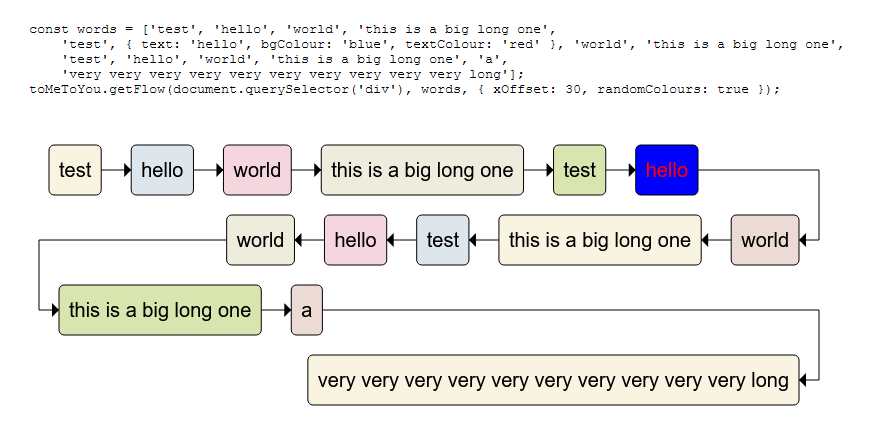 const words = ['test', 'hello', 'world', 'this is a big long one',
'test', { text: 'hello', bgColour: 'blue', textColour: 'red' }, 'world', 'this is a big long one',
'test', 'hello', 'world', 'this is a big long one', 'a',
'very very very very very very very very very very long'];
toMeToYou.getFlow(document.querySelector('div'), words, { xOffset: 30, randomColours: true });
test hello world this is a big long one test hello
world hello test this is a big long one world
this is a big long one a
very very very very very very very very very very long